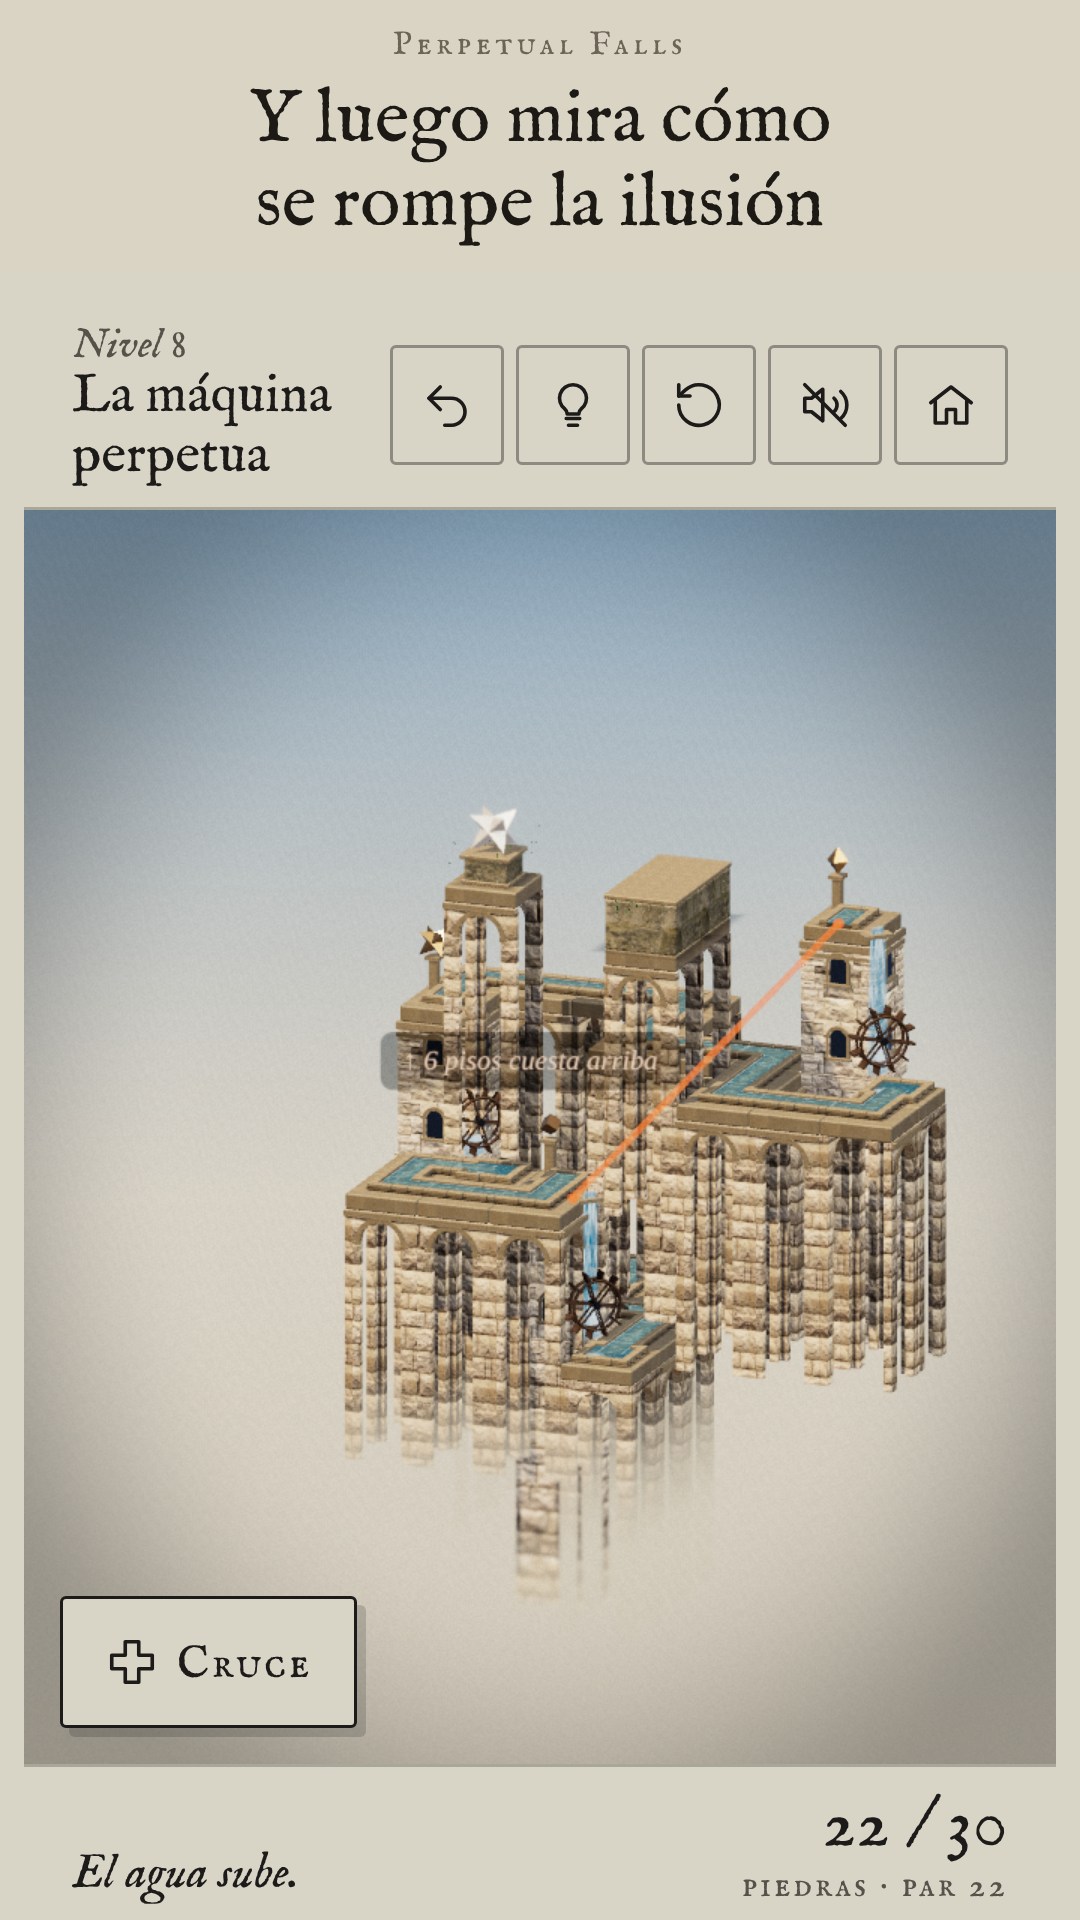 Perpetual Falls
Y luego mira cómo
se rompe la ilusión
Nivel 8
La máquina
perpetua
↑ 6 pisos cuesta arriba
Cruce
22 / 30
El agua sube.
PIEDRAS · PAR 22